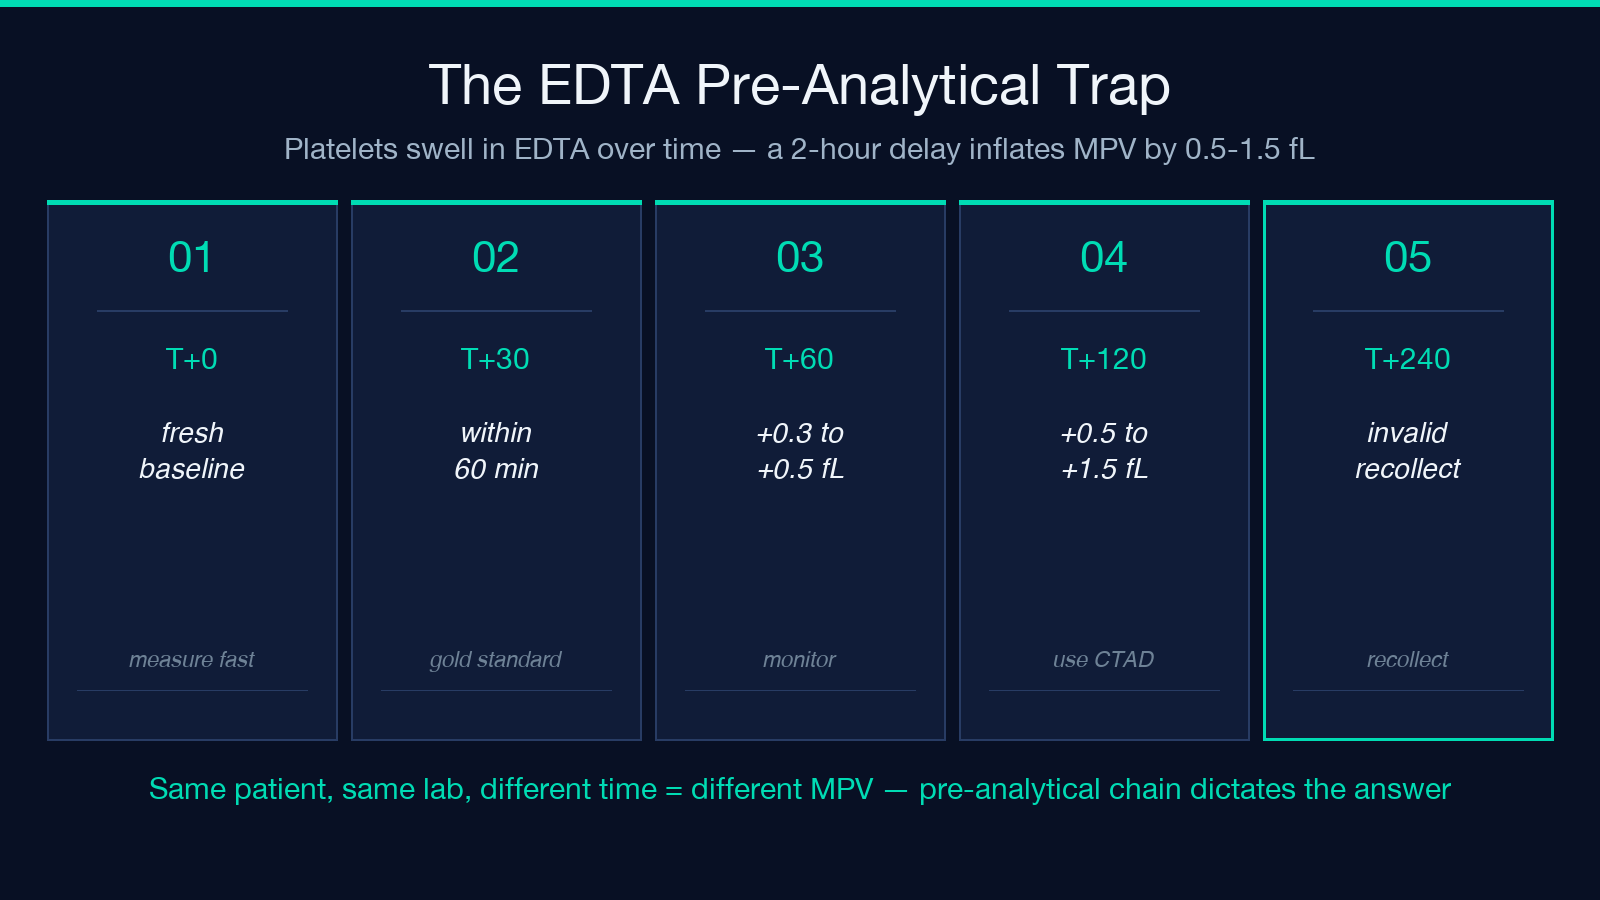 The EDTA Pre-Analytical Trap
Platelets swell in EDTA over time — a 2-hour delay inflates MPV by 0.5-1.5 fL
01
T+0
fresh
baseline
measure fast
02
T+30
within
60 min
gold standard
03
T+60
+0.3 to
+0.5 fL
monitor
04
T+120
+0.5 to
+1.5 fL
use CTAD
05
T+240
invalid
recollect
recollect
Same patient, same lab, different time = different MPV — pre-analytical chain dictates the answer